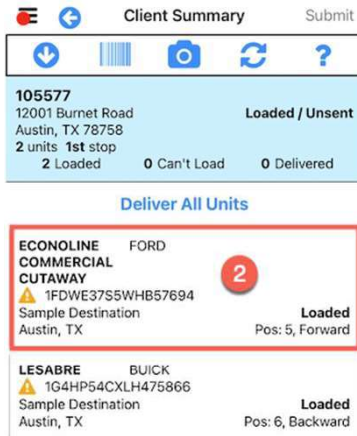 Client Summary Submit
?
105577
12001 Burnet Road Loaded / Unsent
Austin, TX 78758
2 units 1st stop
2 Loaded 0 Can't Load 0 Delivered
Deliver All Units
ECONOLINE FORD
COMMERCIAL
CUTAWAY
2
1FDWE37S5WHB57694
Sample Destination Loaded
Austin, TX Pos: 5, Forward
LESABRE BUICK
1G4HP54CXLH475866
Sample Destination Loaded
Austin, TX Pos: 6, Backward